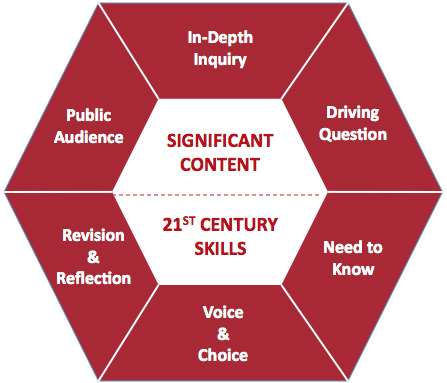 In-Depth
Inquiry
Driving
Question
Need to
Know
Voice
&
Choice
Revision
&
Reflection
Public
Audience
SIGNIFICANT
CONTENT
21ST CENTURY
SKILLS